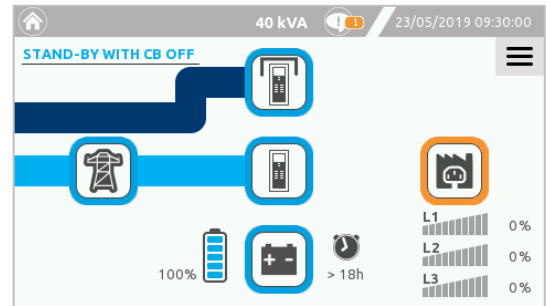 40 kVA
1
23/05/2019 09:30:00
STAND-BY WITH CB OFF
L1
0%
L2
0%
100%
> 18h
L3
0%